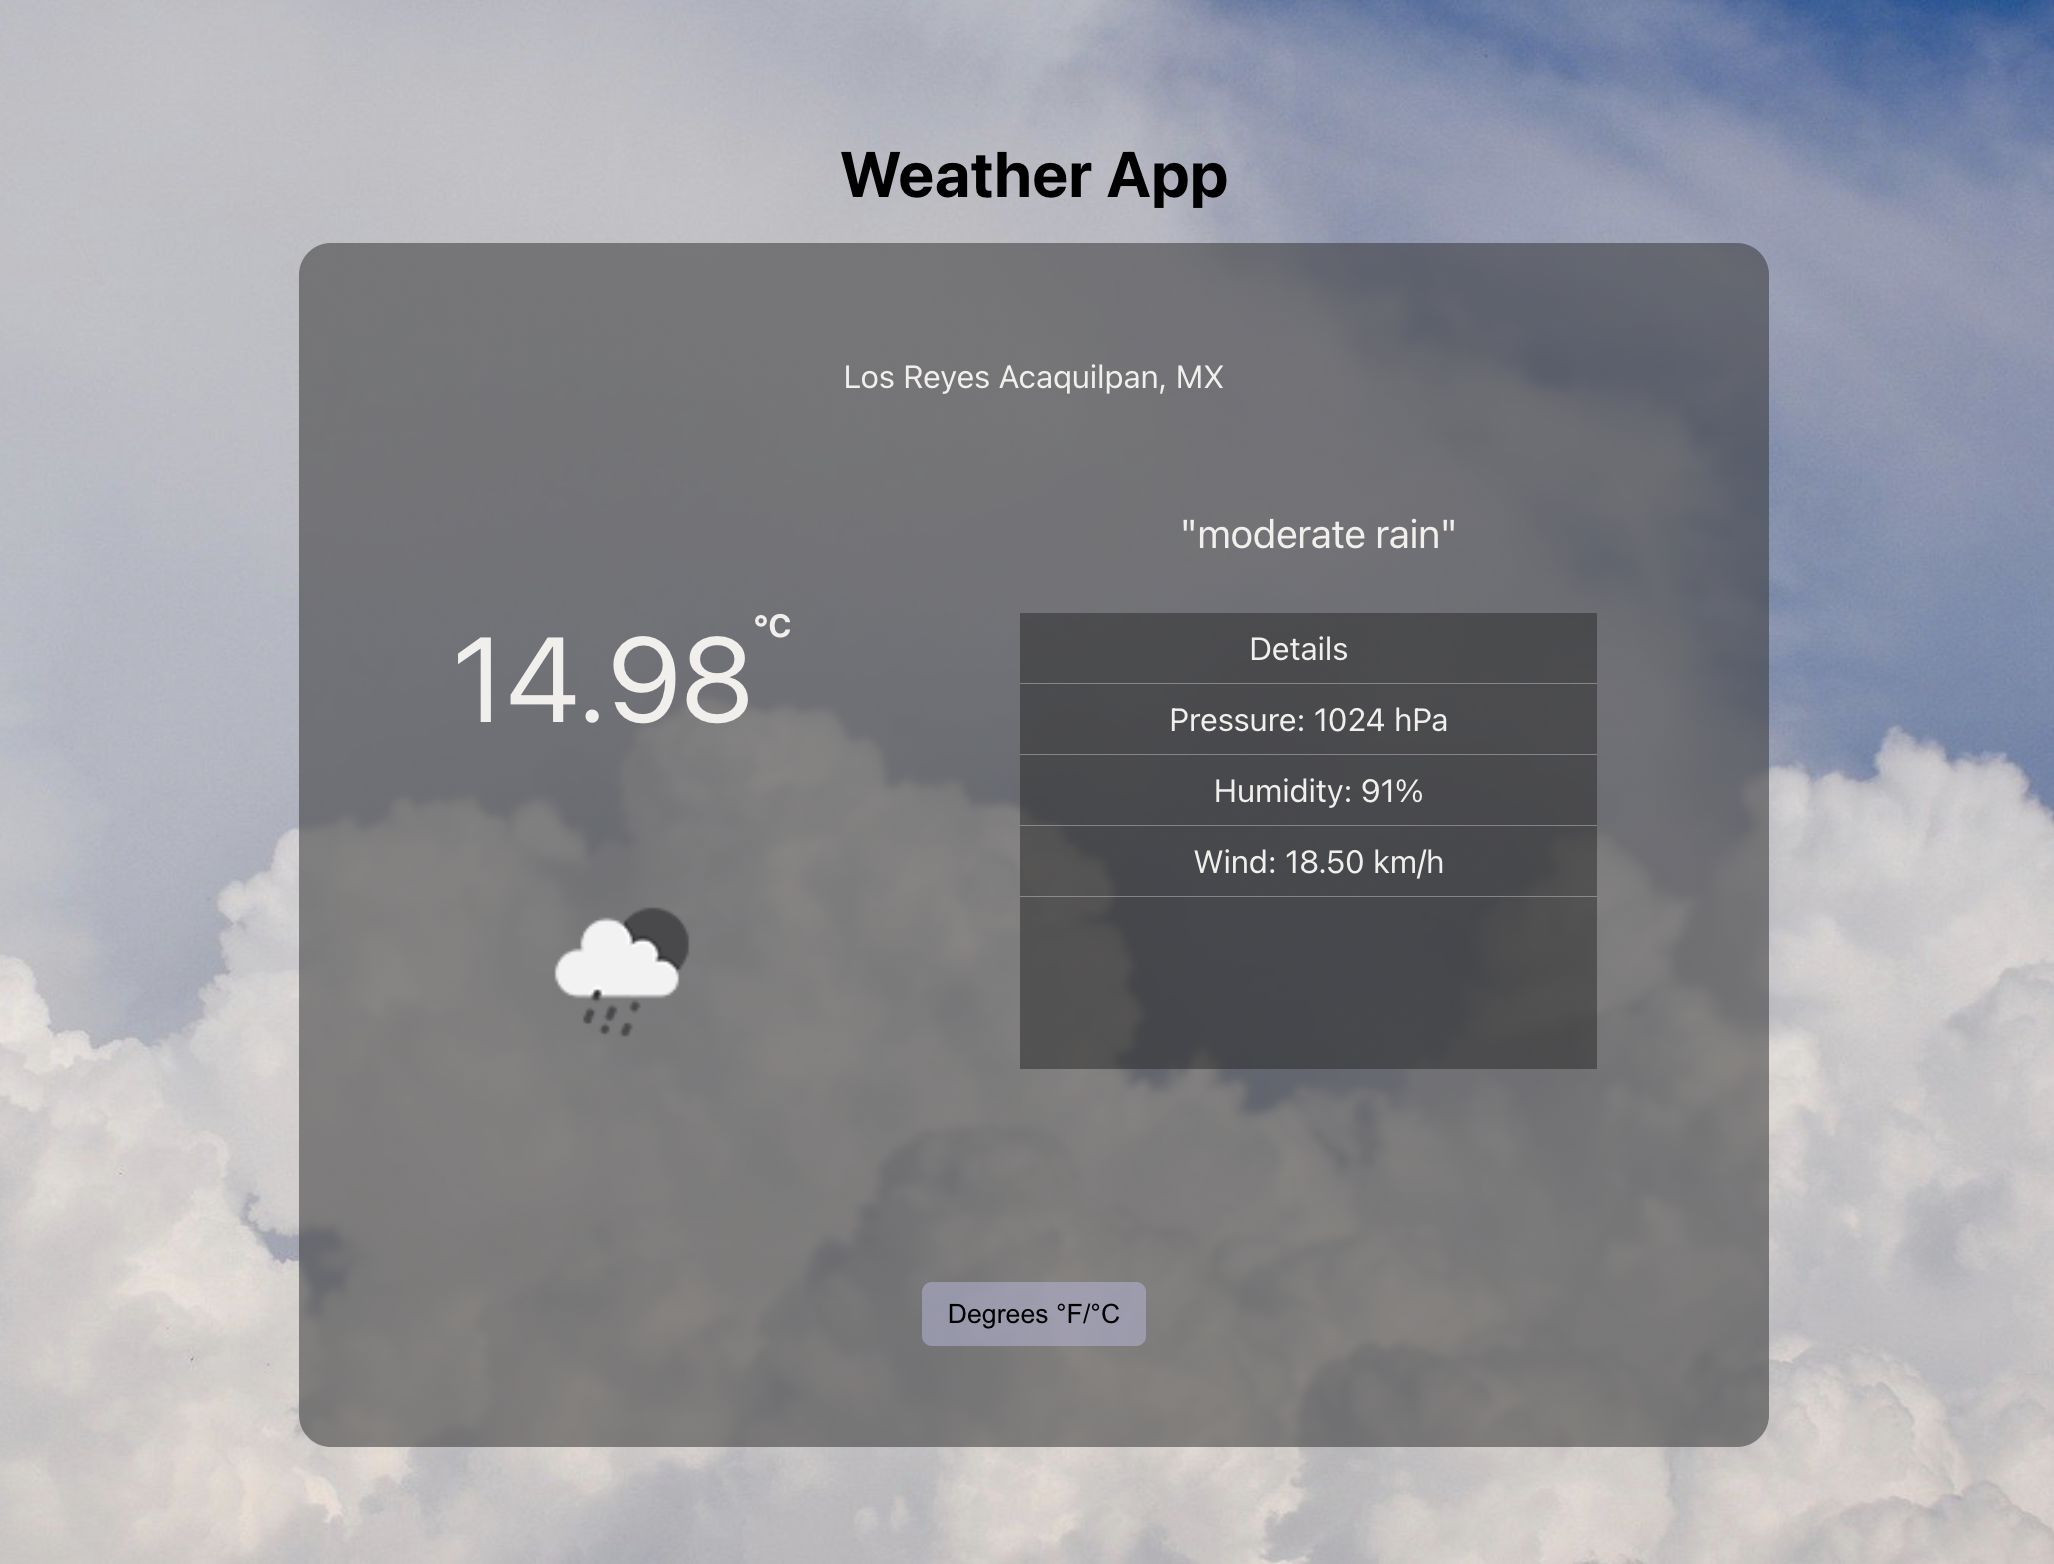 Weather App
Los Reyes Acaquilpan, MX
"moderate rain"
14.98°C
Details
Pressure: 1024 hPa
Humidity: 91%
Wind: 18.50 km/h
Degrees °F/°C